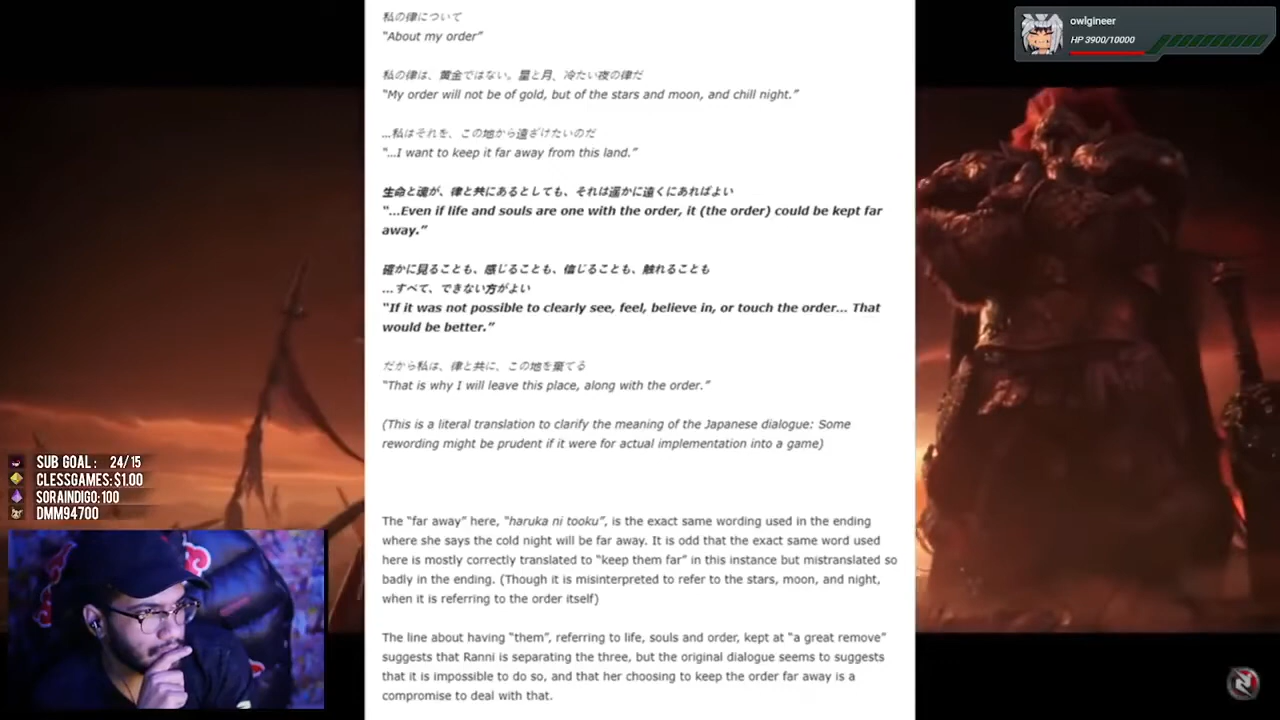 私の律について
“About my order”
私の律は、黄金ではない。星と月、冷たい夜の律だ
“My order will not be of gold, but of the stars and moon, and chill night.”
...私はそれを、この地から遠ざけたいのだ
“...I want to keep it far away from this land.”
生命と魂が、律と共にあるとしても、それは遥かに遠くにあればよい
“...Even if life and souls are one with the order, it (the order) could be kept far
away.”
確かに見ることも、感じることも、信じることも、触れることも
...すべて、できない方がよい
“If it was not possible to clearly see, feel, believe in, or touch the order... That
would be better.”
だから私は、律と共に、この地を棄てる
“That is why I will leave this place, along with the order.”
(This is a literal translation to clarify the meaning of the Japanese dialogue: Some
rewording might be prudent if it were for actual implementation into a game)
The “far away” here, “haruka ni tooku”, is the exact same wording used in the ending
where she says the cold night will be far away. It is odd that the exact same word used
here is mostly correctly translated to “keep them far” in this instance but mistranslated so
badly in the ending. (Though it is misinterpreted to refer to the stars, moon, and night,
when it is referring to the order itself)
The line about having “them”, referring to life, souls and order, kept at “a great remove”
suggests that Ranni is separating the three, but the original dialogue seems to suggests
that it is impossible to do so, and that her choosing to keep the order far away is a
compromise to deal with that.
owlgineer
HP 3900/10000
SUB GOAL: 24/15
CLESSGAMES: $1.00
SORAINDIGO: 100
DMM94700